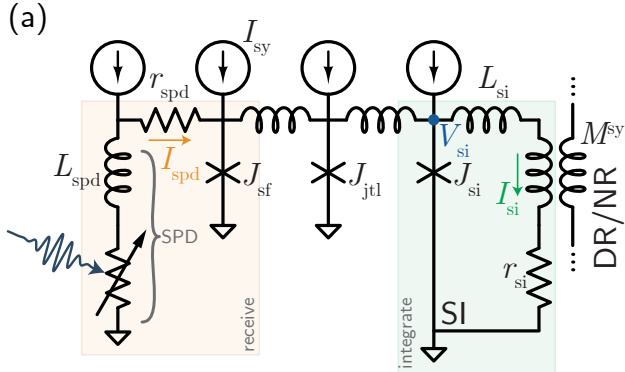 (a)
I_sy
r_spd
L_si
V_si
M^sy
L_spd
I_spd
J_sf
J_jtl
J_si
I_si
SPD
r_si
DR/NR
SI
receive
integrate